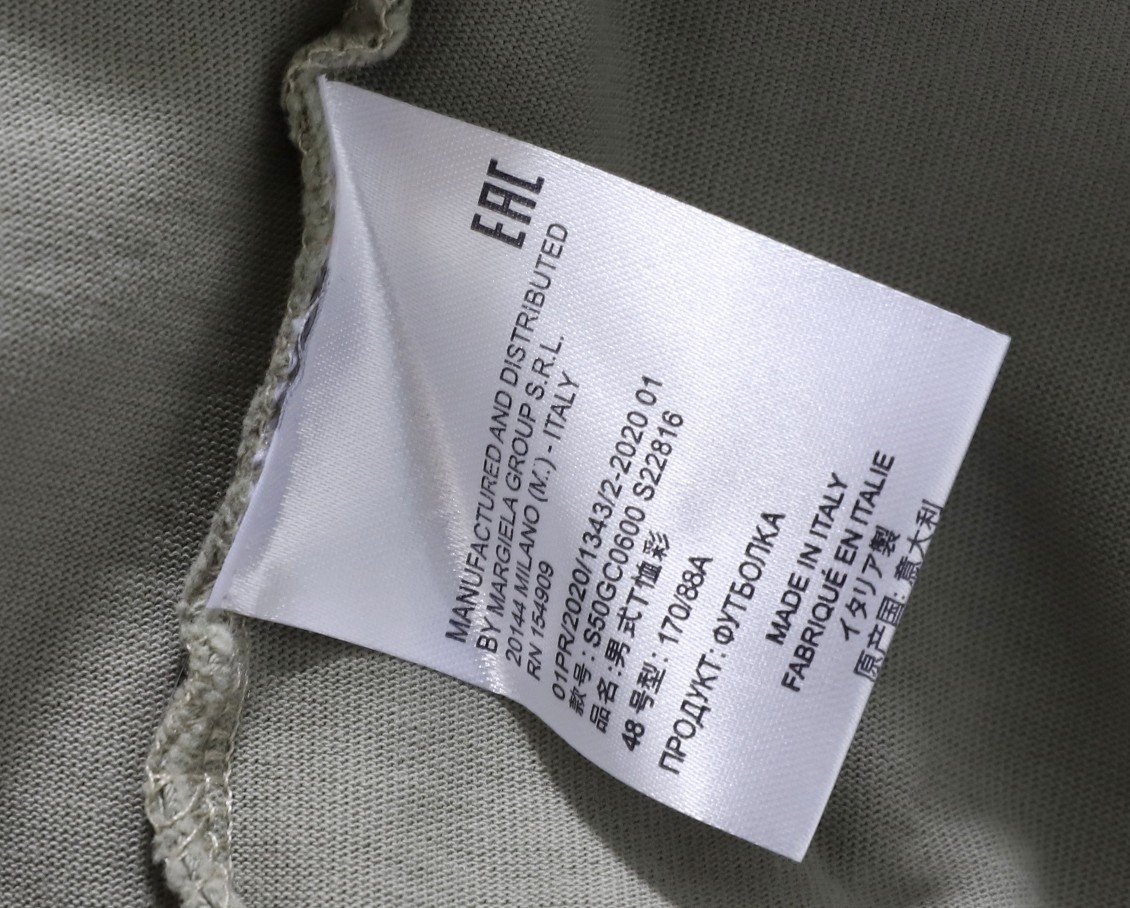 EAC
MANUFACTURED AND DISTRIBUTED
BY MARGIELA GROUP S.R.L.
20144 MILANO (M.) - ITALY
RN 154909
01PR/2020/1343/2-2020 01
款号: S50GC0600 S22816
品名:男式T恤彩
48 号型: 170/88A
ПРОДУКТ: ФУТБОЛКА
MADE IN ITALY
FABRIQUÉ EN ITALIE
イタリア製
原产国: 意大利